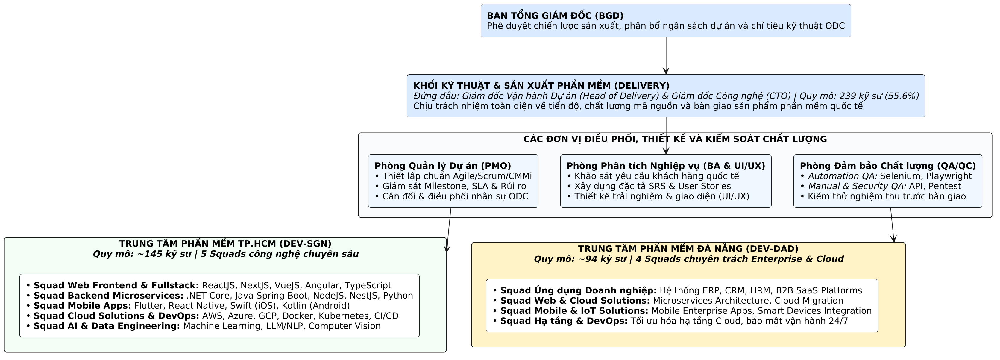 BAN TỔNG GIÁM ĐỐC (BGD)
Phê duyệt chiến lược sản xuất, phân bổ ngân sách dự án và chỉ tiêu kỹ thuật ODC
KHỐI KỸ THUẬT & SẢN XUẤT PHẦN MỀM (DELIVERY)
Đứng đầu: Giám đốc Vận hành Dự án (Head of Delivery) & Giám đốc Công nghệ (CTO) | Quy mô: 239 kỹ sư (55.6%)
Chịu trách nhiệm toàn diện về tiến độ, chất lượng mã nguồn và bàn giao sản phẩm phần mềm quốc tế
CÁC ĐƠN VỊ ĐIỀU PHỐI, THIẾT KẾ VÀ KIỂM SOÁT CHẤT LƯỢNG
Phòng Quản lý Dự án (PMO)
• Thiết lập chuẩn Agile/Scrum/CMMi
• Giám sát Milestone, SLA & Rủi ro
• Cân đối & điều phối nhân sự ODC
Phòng Phân tích Nghiệp vụ (BA & UI/UX)
• Khảo sát yêu cầu khách hàng quốc tế
• Xây dựng đặc tả SRS & User Stories
• Thiết kế trải nghiệm & giao diện (UI/UX)
Phòng Đảm bảo Chất lượng (QA/QC)
• Automation QA: Selenium, Playwright
• Manual & Security QA: API, Pentest
• Kiểm thử nghiệm thu trước bàn giao
TRUNG TÂM PHẦN MỀM TP.HCM (DEV-SGN)
Quy mô: ~145 kỹ sư | 5 Squads công nghệ chuyên sâu
• Squad Web Frontend & Fullstack: ReactJS, NextJS, VueJS, Angular, TypeScript
• Squad Backend Microservices: .NET Core, Java Spring Boot, NodeJS, NestJS, Python
• Squad Mobile Apps: Flutter, React Native, Swift (iOS), Kotlin (Android)
• Squad Cloud Solutions & DevOps: AWS, Azure, GCP, Docker, Kubernetes, CI/CD
• Squad AI & Data Engineering: Machine Learning, LLM/NLP, Computer Vision
TRUNG TÂM PHẦN MỀM ĐÀ NẴNG (DEV-DAD)
Quy mô: ~94 kỹ sư | 4 Squads chuyên trách Enterprise & Cloud
• Squad Ứng dụng Doanh nghiệp: Hệ thống ERP, CRM, HRM, B2B SaaS Platforms
• Squad Web & Cloud Solutions: Microservices Architecture, Cloud Migration
• Squad Mobile & IoT Solutions: Mobile Enterprise Apps, Smart Devices Integration
• Squad Hạ tầng & DevOps: Tối ưu hóa hạ tầng Cloud, bảo mật vận hành 24/7